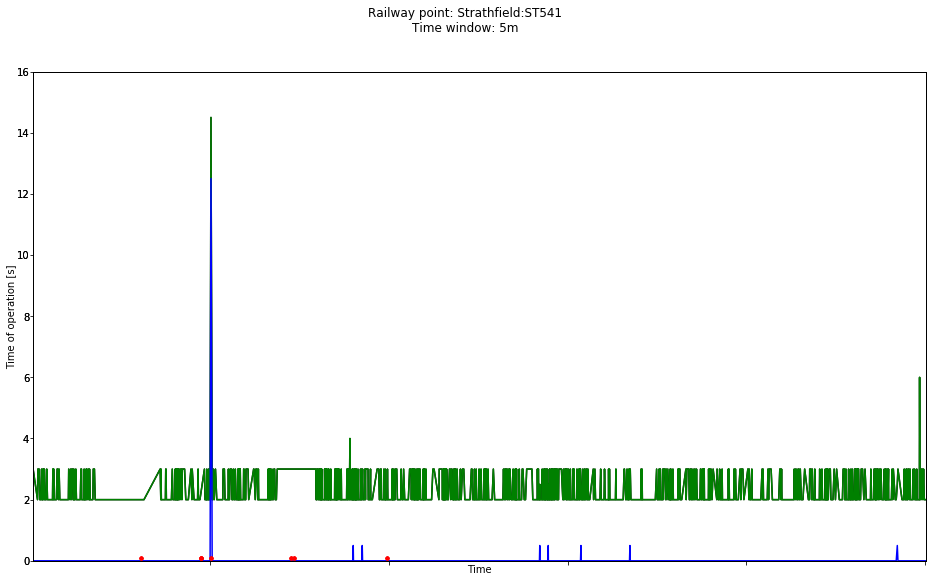 Railway point: Strathfield:ST541
Time window: 5m
16
14
12
10
8
6
4
2
0
Time of operation [s]
Time